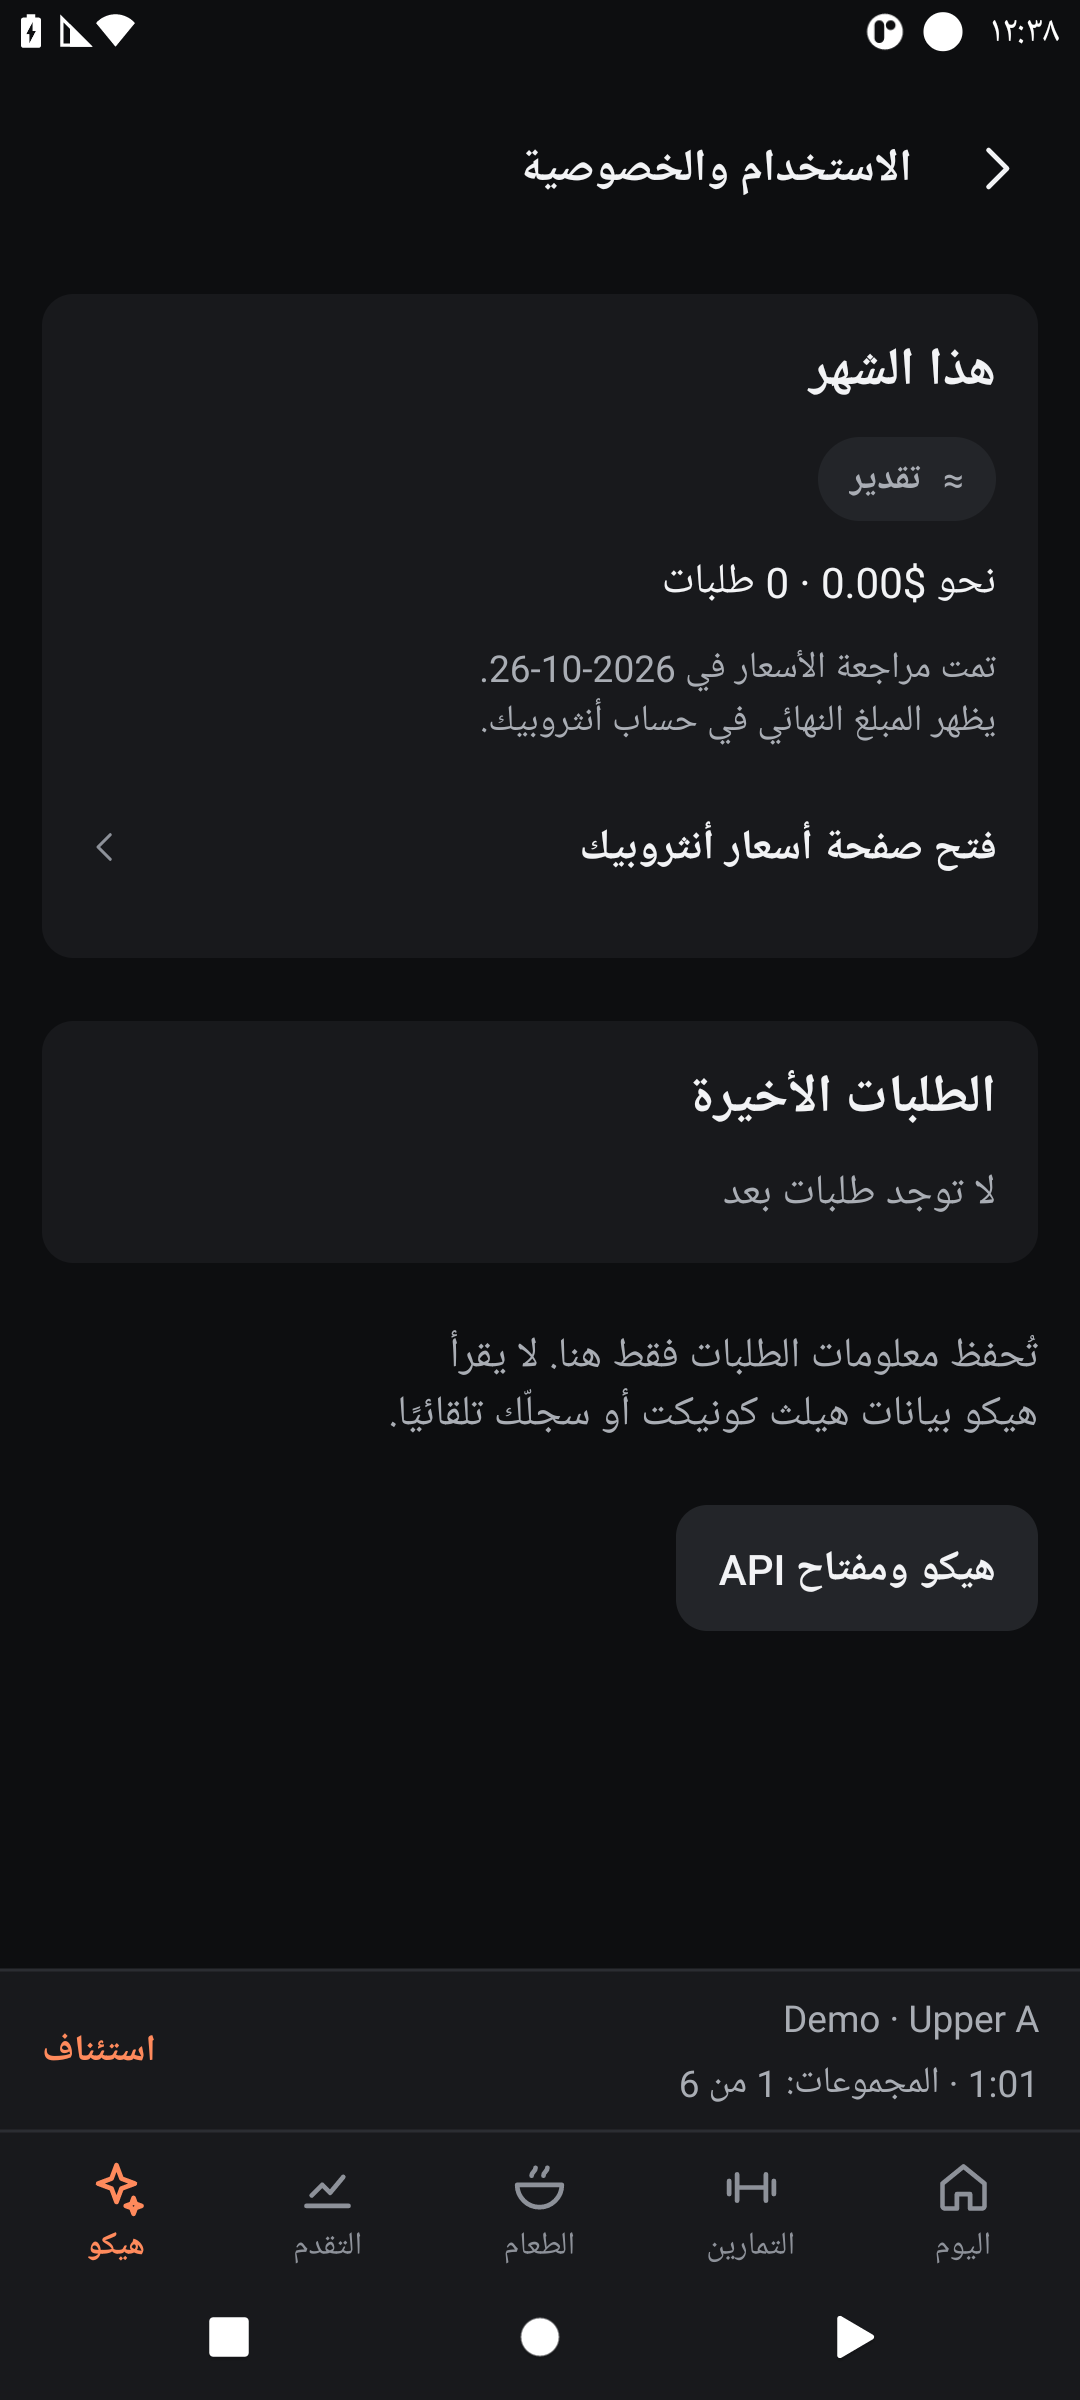 ١٢:٣٨
الاستخدام والخصوصية
هذا الشهر
≈ تقدير
نحو $0.00 · 0 طلبات
تمت مراجعة الأسعار في 2026-10-26.
يظهر المبلغ النهائي في حساب أنثروبيك.
فتح صفحة أسعار أنثروبيك
الطلبات الأخيرة
لا توجد طلبات بعد
تُحفظ معلومات الطلبات فقط هنا. لا يقرأ
هيكو بيانات هيلث كونيكت أو سجلّك تلقائيًا.
هيكو ومفتاح API
Demo · Upper A
1:01 · المجموعات: 1 من 6
استئناف
اليوم
التمارين
الطعام
التقدم
هيكو